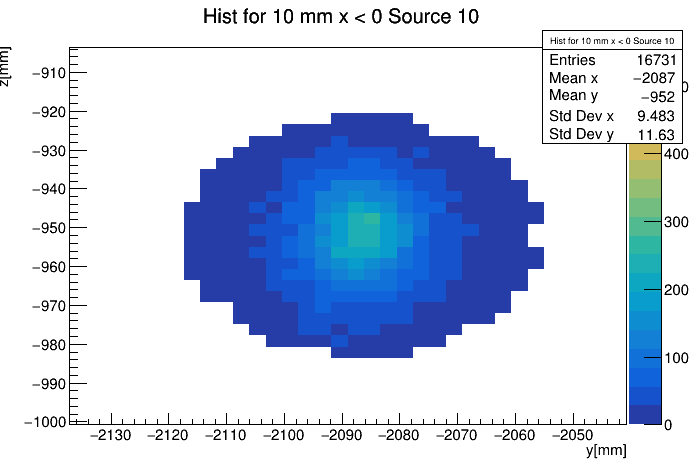 Hist for 10 mm x < 0 Source 10
z[mm]
Hist for 10 mm x < 0 Source 10
Entries 16731
Mean x −2087
Mean y −952
Std Dev x 9.483
Std Dev y 11.63
−910
−920
−930
−940
−950
−960
−970
−980
−990
−1000
−2130
−2120
−2110
−2100
−2090
−2080
−2070
−2060
−2050
y[mm]
400
300
200
100
0